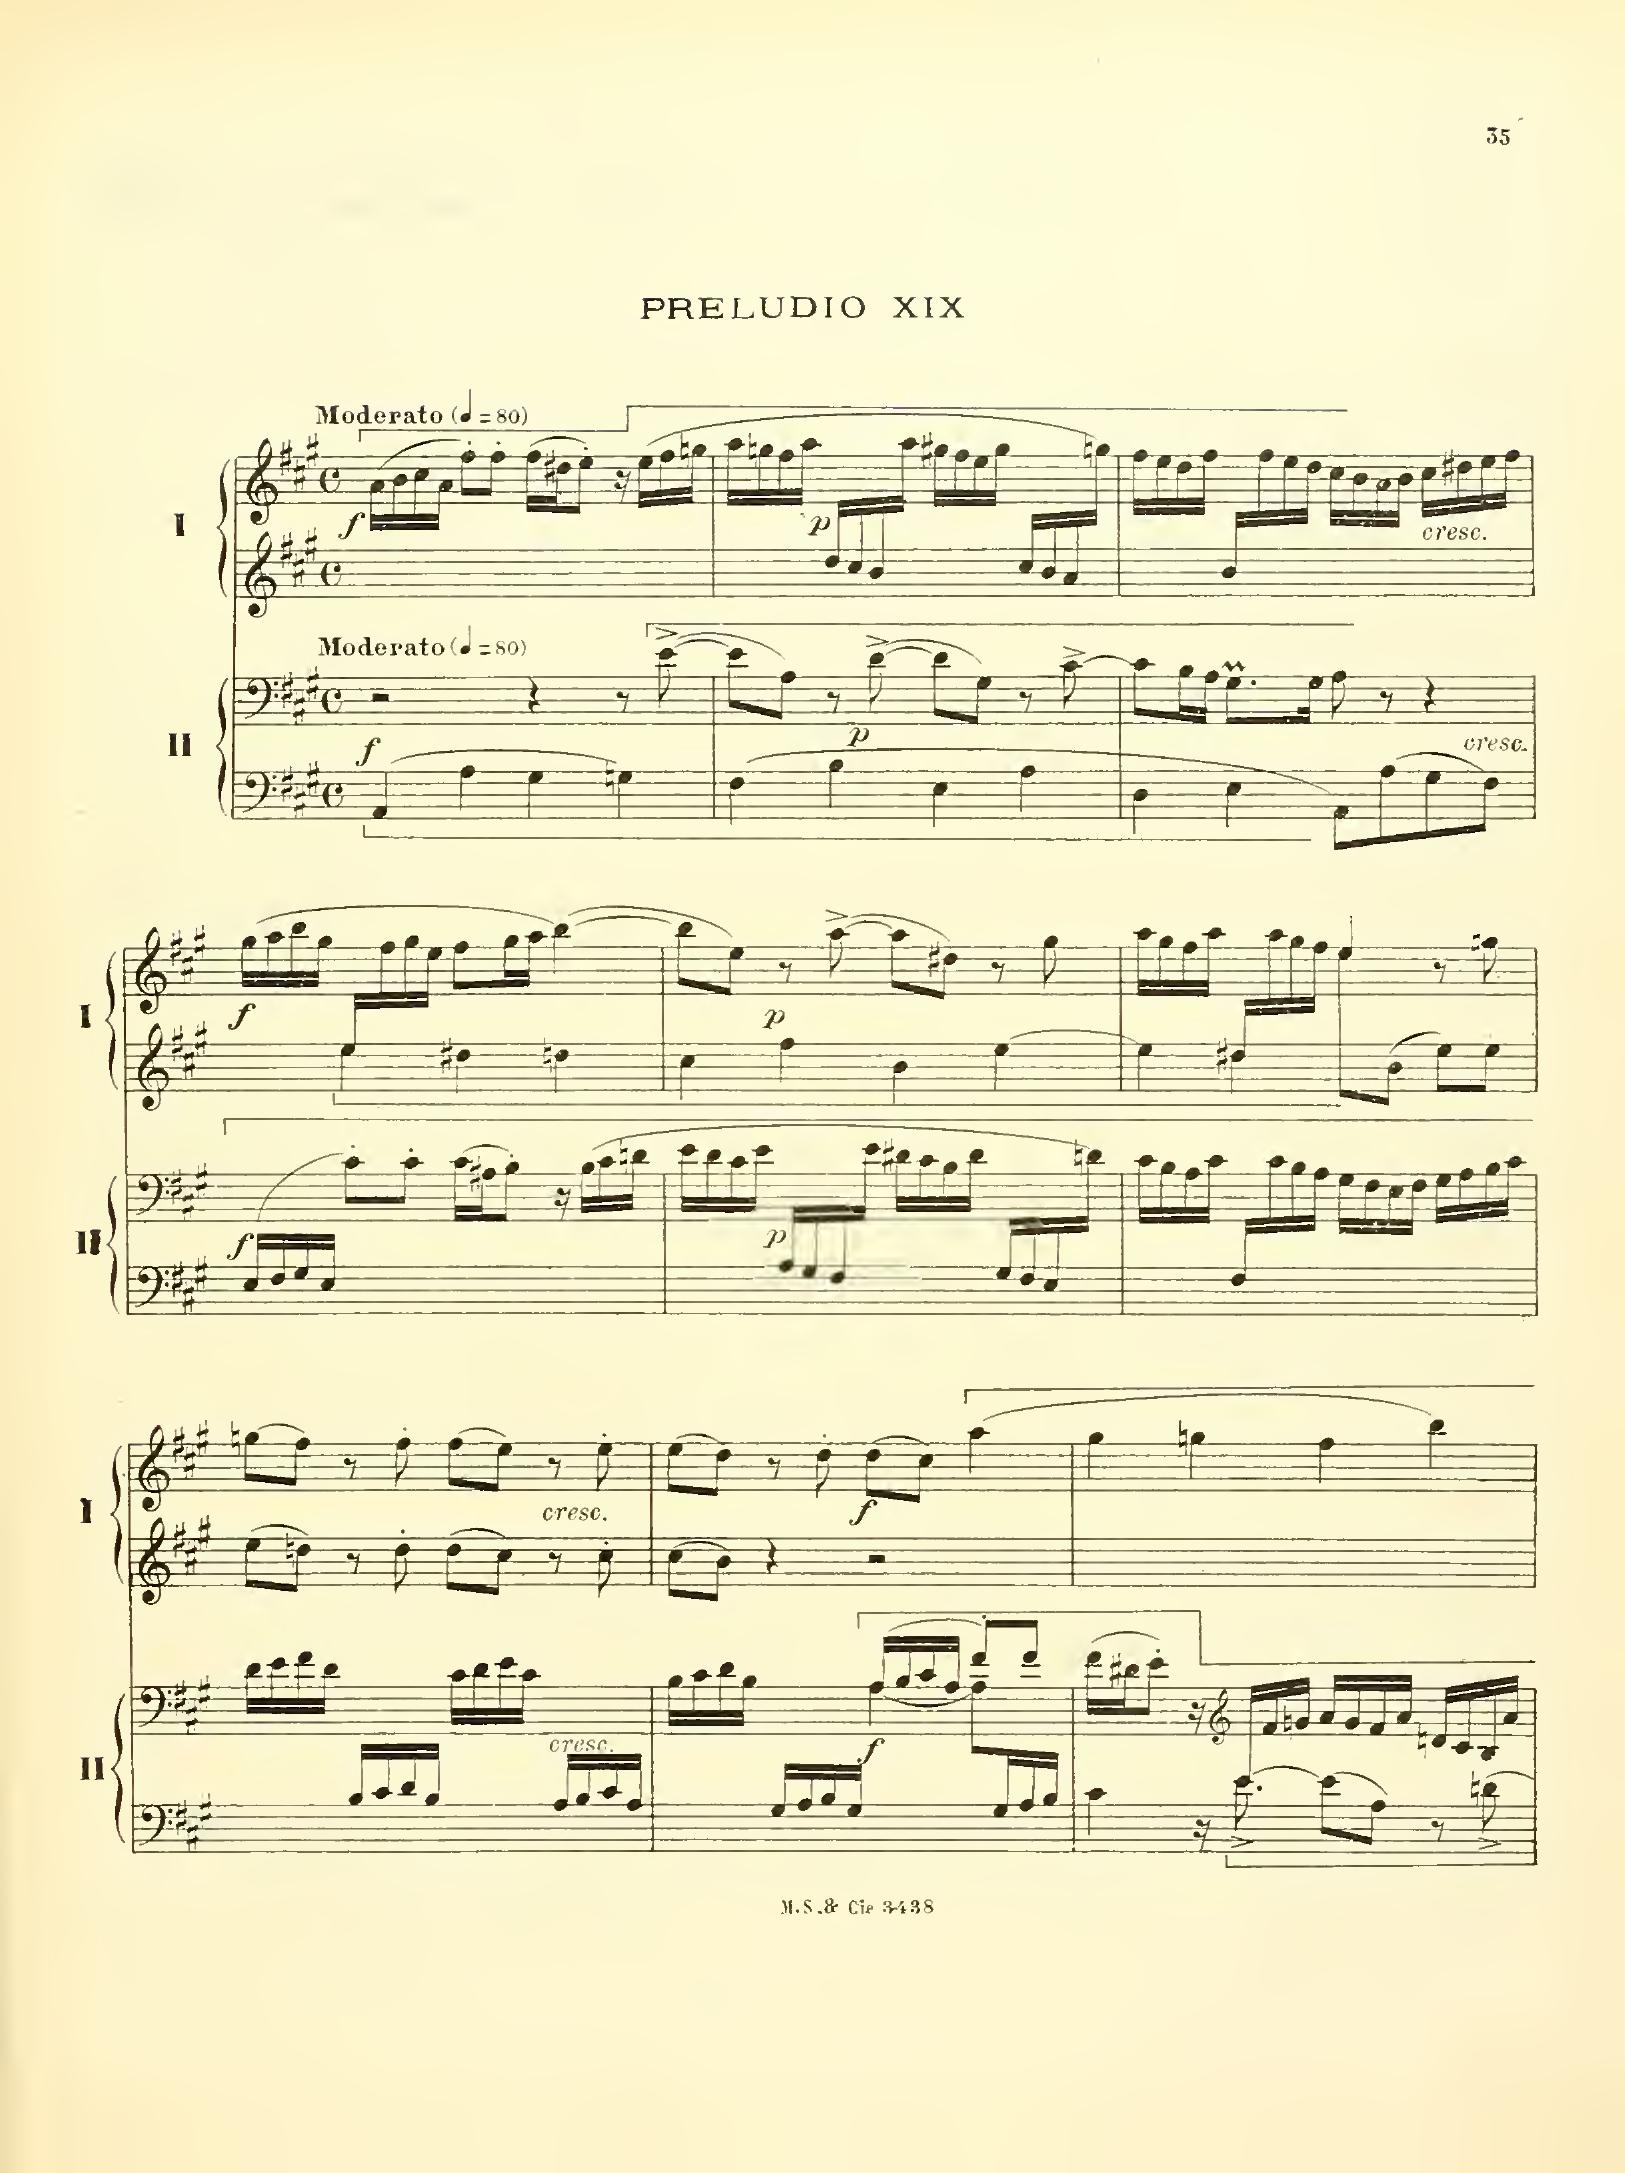 35
PRELUDIO XIX
Moderato (♩=80)
I
f
p
cresc.
Moderato (♩=80)
II
f
p
cresc.
I
f
p
II
f
p
I
cresc.
f
II
cresc.
f
M.S.& Cie 3438